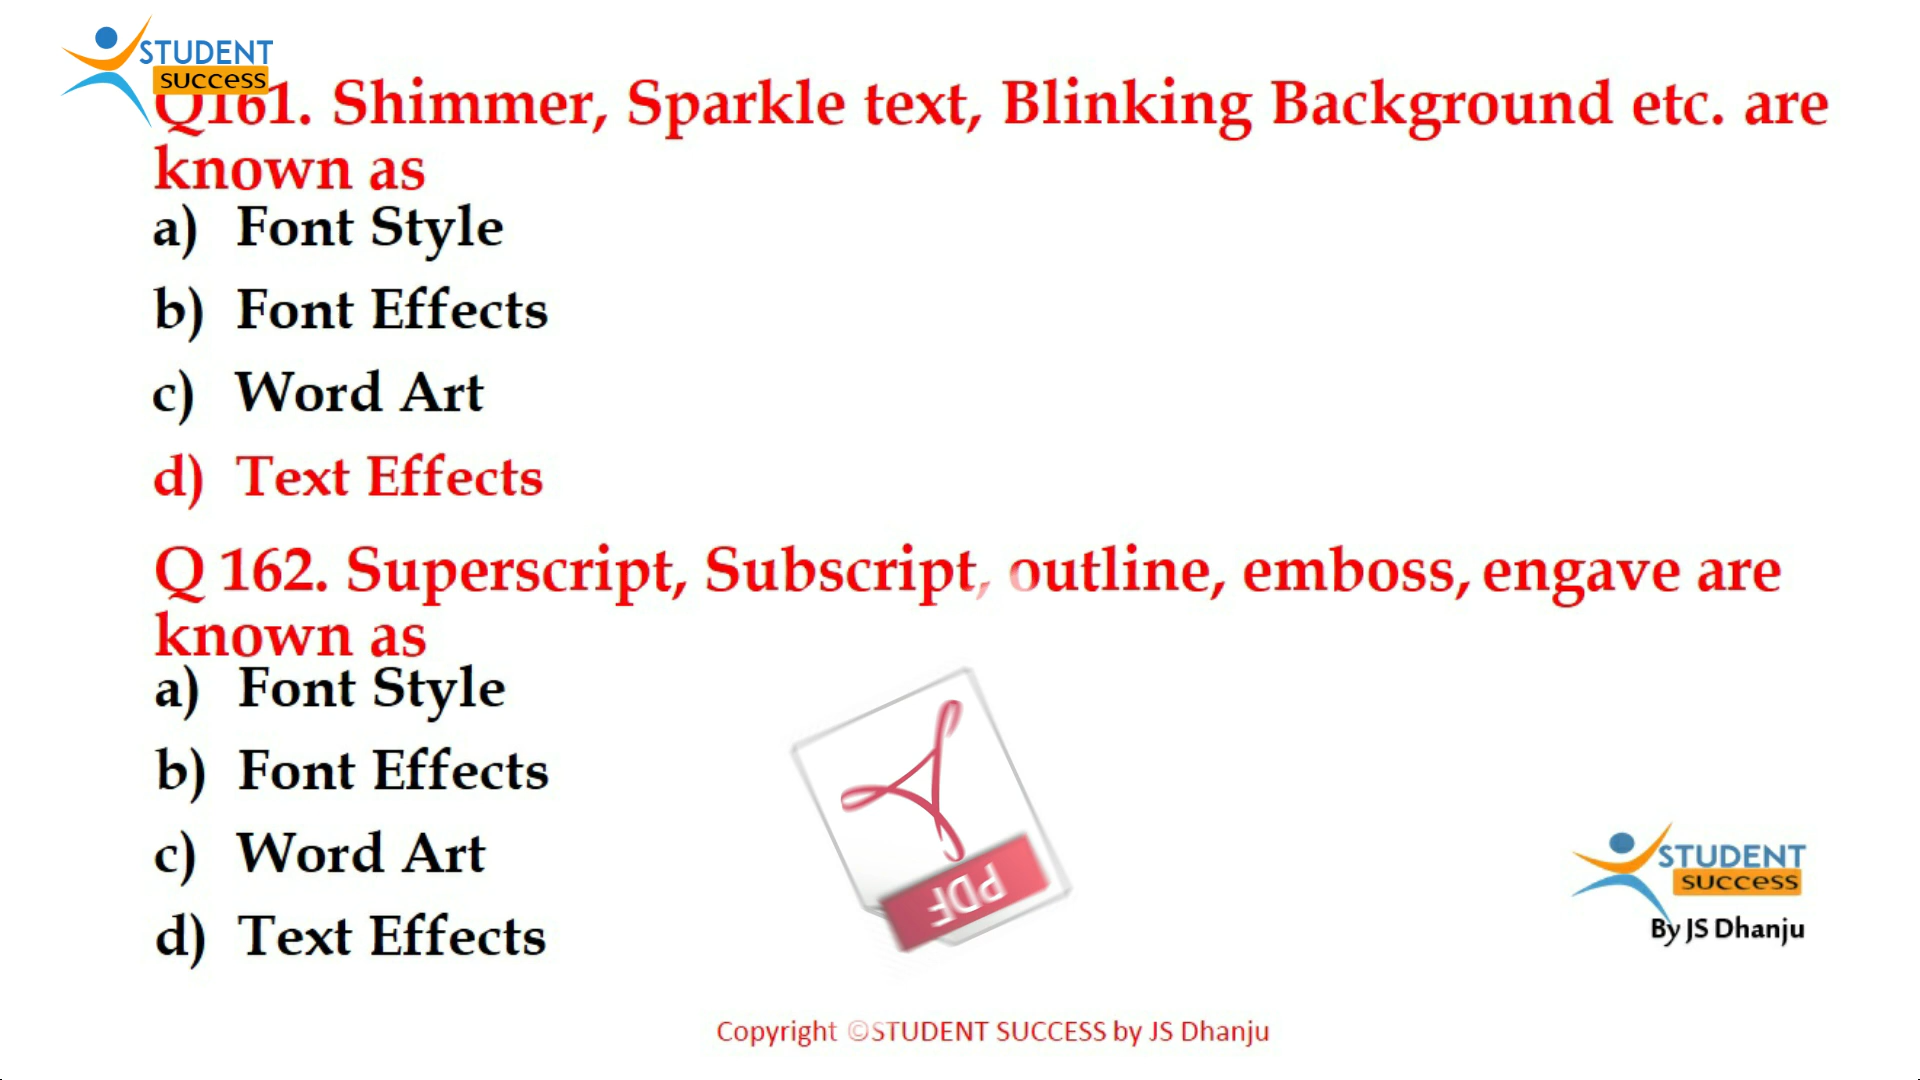 STUDENT
success
Q161. Shimmer, Sparkle text, Blinking Background etc. are
known as
a) Font Style
b) Font Effects
c) Word Art
d) Text Effects
Q 162. Superscript, Subscript, outline, emboss, engave are
known as
a) Font Style
b) Font Effects
c) Word Art
d) Text Effects
PDF
STUDENT
success
By JS Dhanju
Copyright ©STUDENT SUCCESS by JS Dhanju